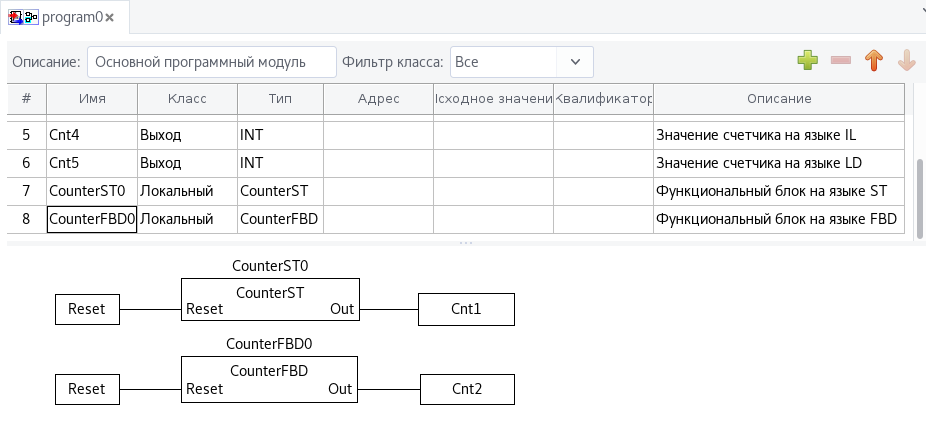 program0
Описание: Основной программный модуль Фильтр класса: Все
# Имя Класс Тип Адрес Исходное значени Квалификатор Описание
5 Cnt4 Выход INT Значение счетчика на языке IL
6 Cnt5 Выход INT Значение счетчика на языке LD
7 CounterST0 Локальный CounterST Функциональный блок на языке ST
8 CounterFBD0 Локальный CounterFBD Функциональный блок на языке FBD
CounterST0
CounterST
Reset Reset Out Cnt1
CounterFBD0
CounterFBD
Reset Reset Out Cnt2